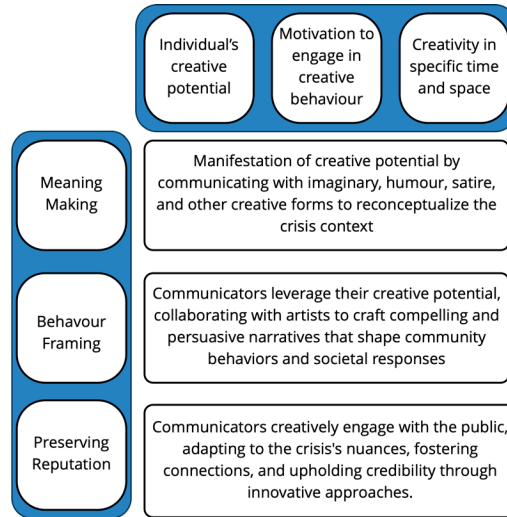 Individual's
creative
potential
Motivation to
engage in
creative
behaviour
Creativity in
specific time
and space
Meaning
Making
Manifestation of creative potential by
communicating with imaginary, humour, satire,
and other creative forms to reconceptualize the
crisis context
Behavour
Framing
Communicators leverage their creative potential,
collaborating with artists to craft compelling and
persuasive narratives that shape community
behaviors and societal responses
Preserving
Reputation
Communicators creatively engage with the public,
adapting to the crisis's nuances, fostering
connections, and upholding credibility through
innovative approaches.